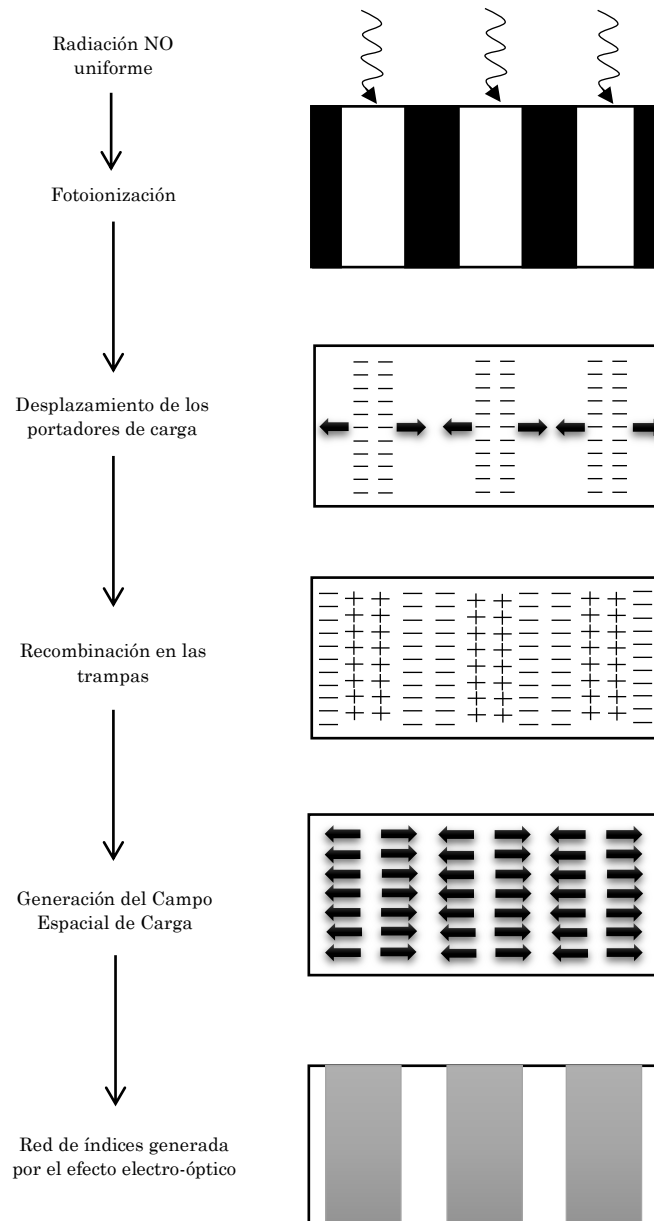 Radiación NO
uniforme
Fotoionización
Desplazamiento de los
portadores de carga
Recombinación en las
trampas
Generación del Campo
Espacial de Carga
Red de índices generada
por el efecto electro-óptico